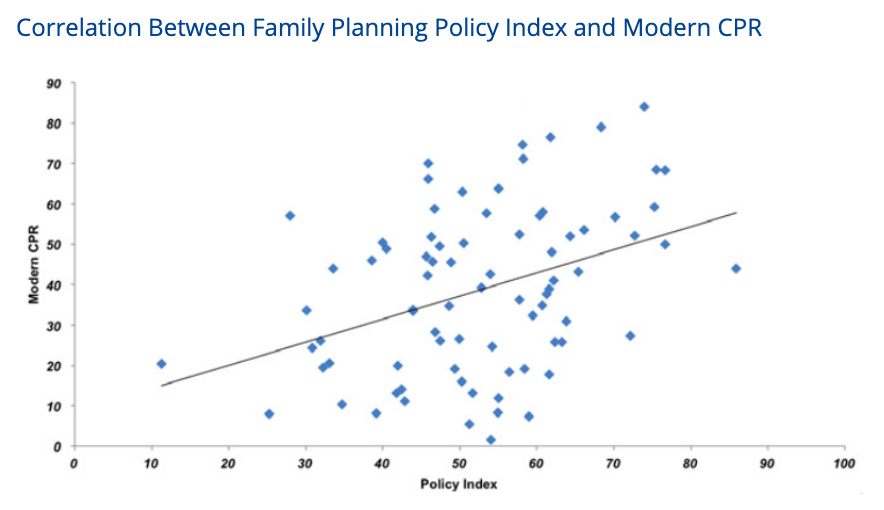 Correlation Between Family Planning Policy Index and Modern CPR
90
80
70
60
50
40
30
20
10
0
Modern CPR
0 10 20 30 40 50 60 70 80 90 100
Policy Index